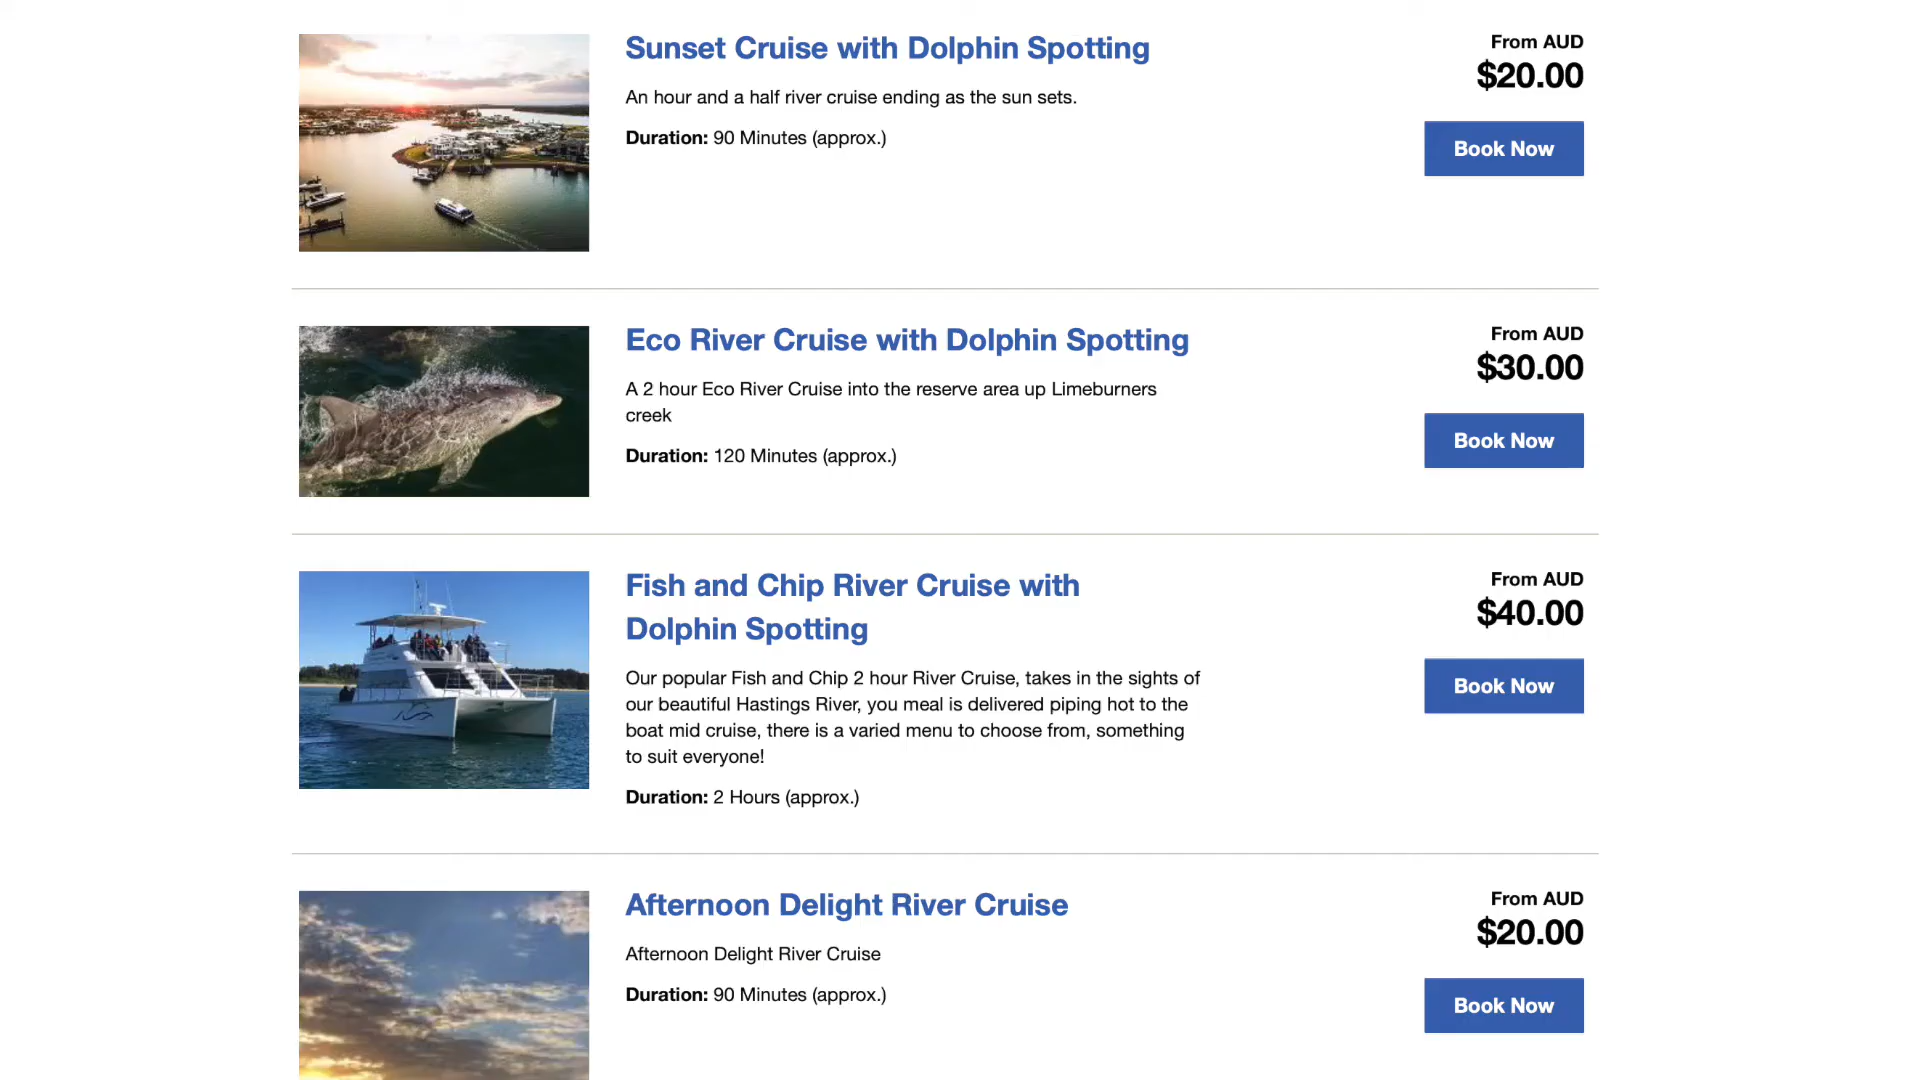 Sunset Cruise with Dolphin Spotting
An hour and a half river cruise ending as the sun sets.
Duration: 90 Minutes (approx.)
From AUD
$20.00
Book Now
Eco River Cruise with Dolphin Spotting
A 2 hour Eco River Cruise into the reserve area up Limeburners
creek
Duration: 120 Minutes (approx.)
From AUD
$30.00
Book Now
Fish and Chip River Cruise with
Dolphin Spotting
Our popular Fish and Chip 2 hour River Cruise, takes in the sights of
our beautiful Hastings River, you meal is delivered piping hot to the
boat mid cruise, there is a varied menu to choose from, something
to suit everyone!
Duration: 2 Hours (approx.)
From AUD
$40.00
Book Now
Afternoon Delight River Cruise
Afternoon Delight River Cruise
Duration: 90 Minutes (approx.)
From AUD
$20.00
Book Now